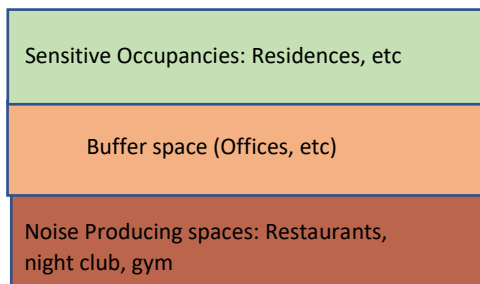 Sensitive Occupancies: Residences, etc
Buffer space (Offices, etc)
Noise Producing spaces: Restaurants,
night club, gym